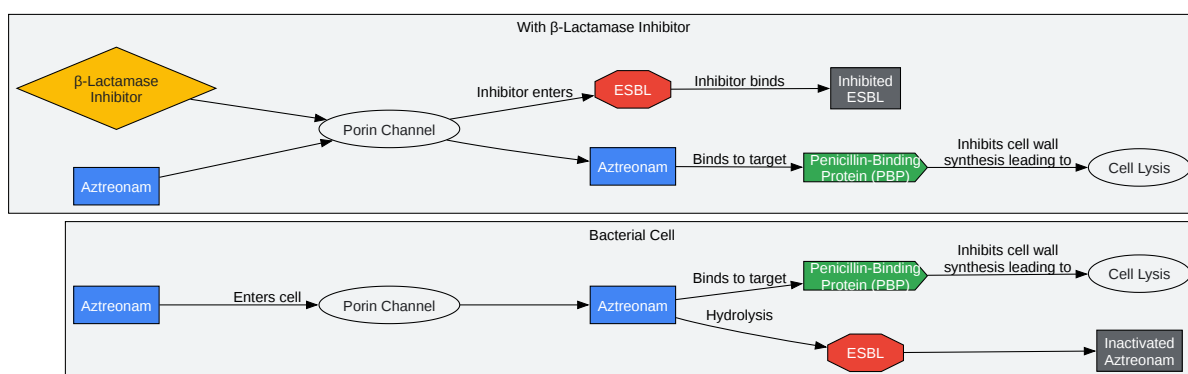 With β-Lactamase Inhibitor
β-Lactamase
Inhibitor
Aztreonam
Porin Channel
Inhibitor enters
ESBL
Inhibitor binds
Inhibited
ESBL
Aztreonam
Binds to target
Penicillin-Binding
Protein (PBP)
Inhibits cell wall
synthesis leading to
Cell Lysis
Bacterial Cell
Aztreonam
Enters cell
Porin Channel
Aztreonam
Binds to target
Penicillin-Binding
Protein (PBP)
Inhibits cell wall
synthesis leading to
Cell Lysis
Hydrolysis
ESBL
Inactivated
Aztreonam